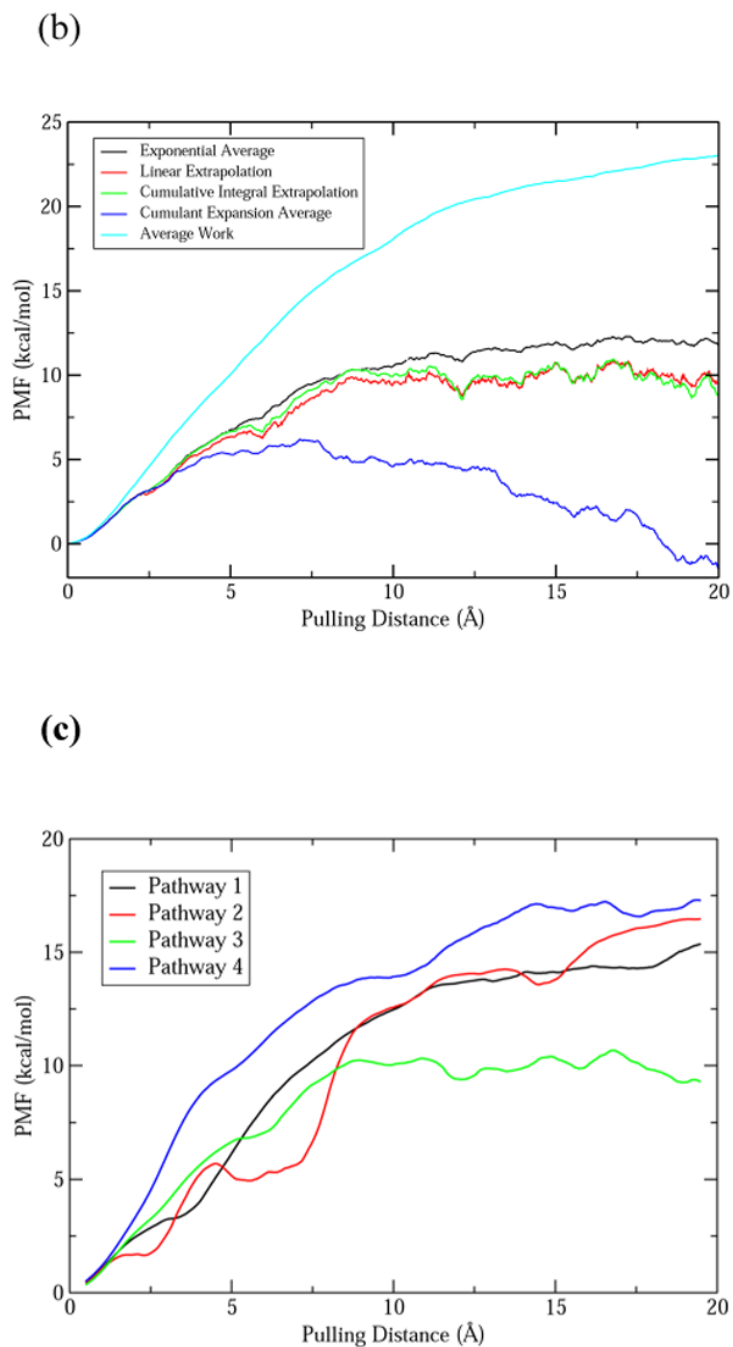 (b)
25
20
15
10
5
0
PMF (kcal/mol)
Exponential Average
Linear Extrapolation
Cumulative Integral Extrapolation
Cumulant Expansion Average
Average Work
0 5 10 15 20
Pulling Distance (Å)
(c)
20
15
10
5
0
PMF (kcal/mol)
Pathway 1
Pathway 2
Pathway 3
Pathway 4
0 5 10 15 20
Pulling Distance (Å)